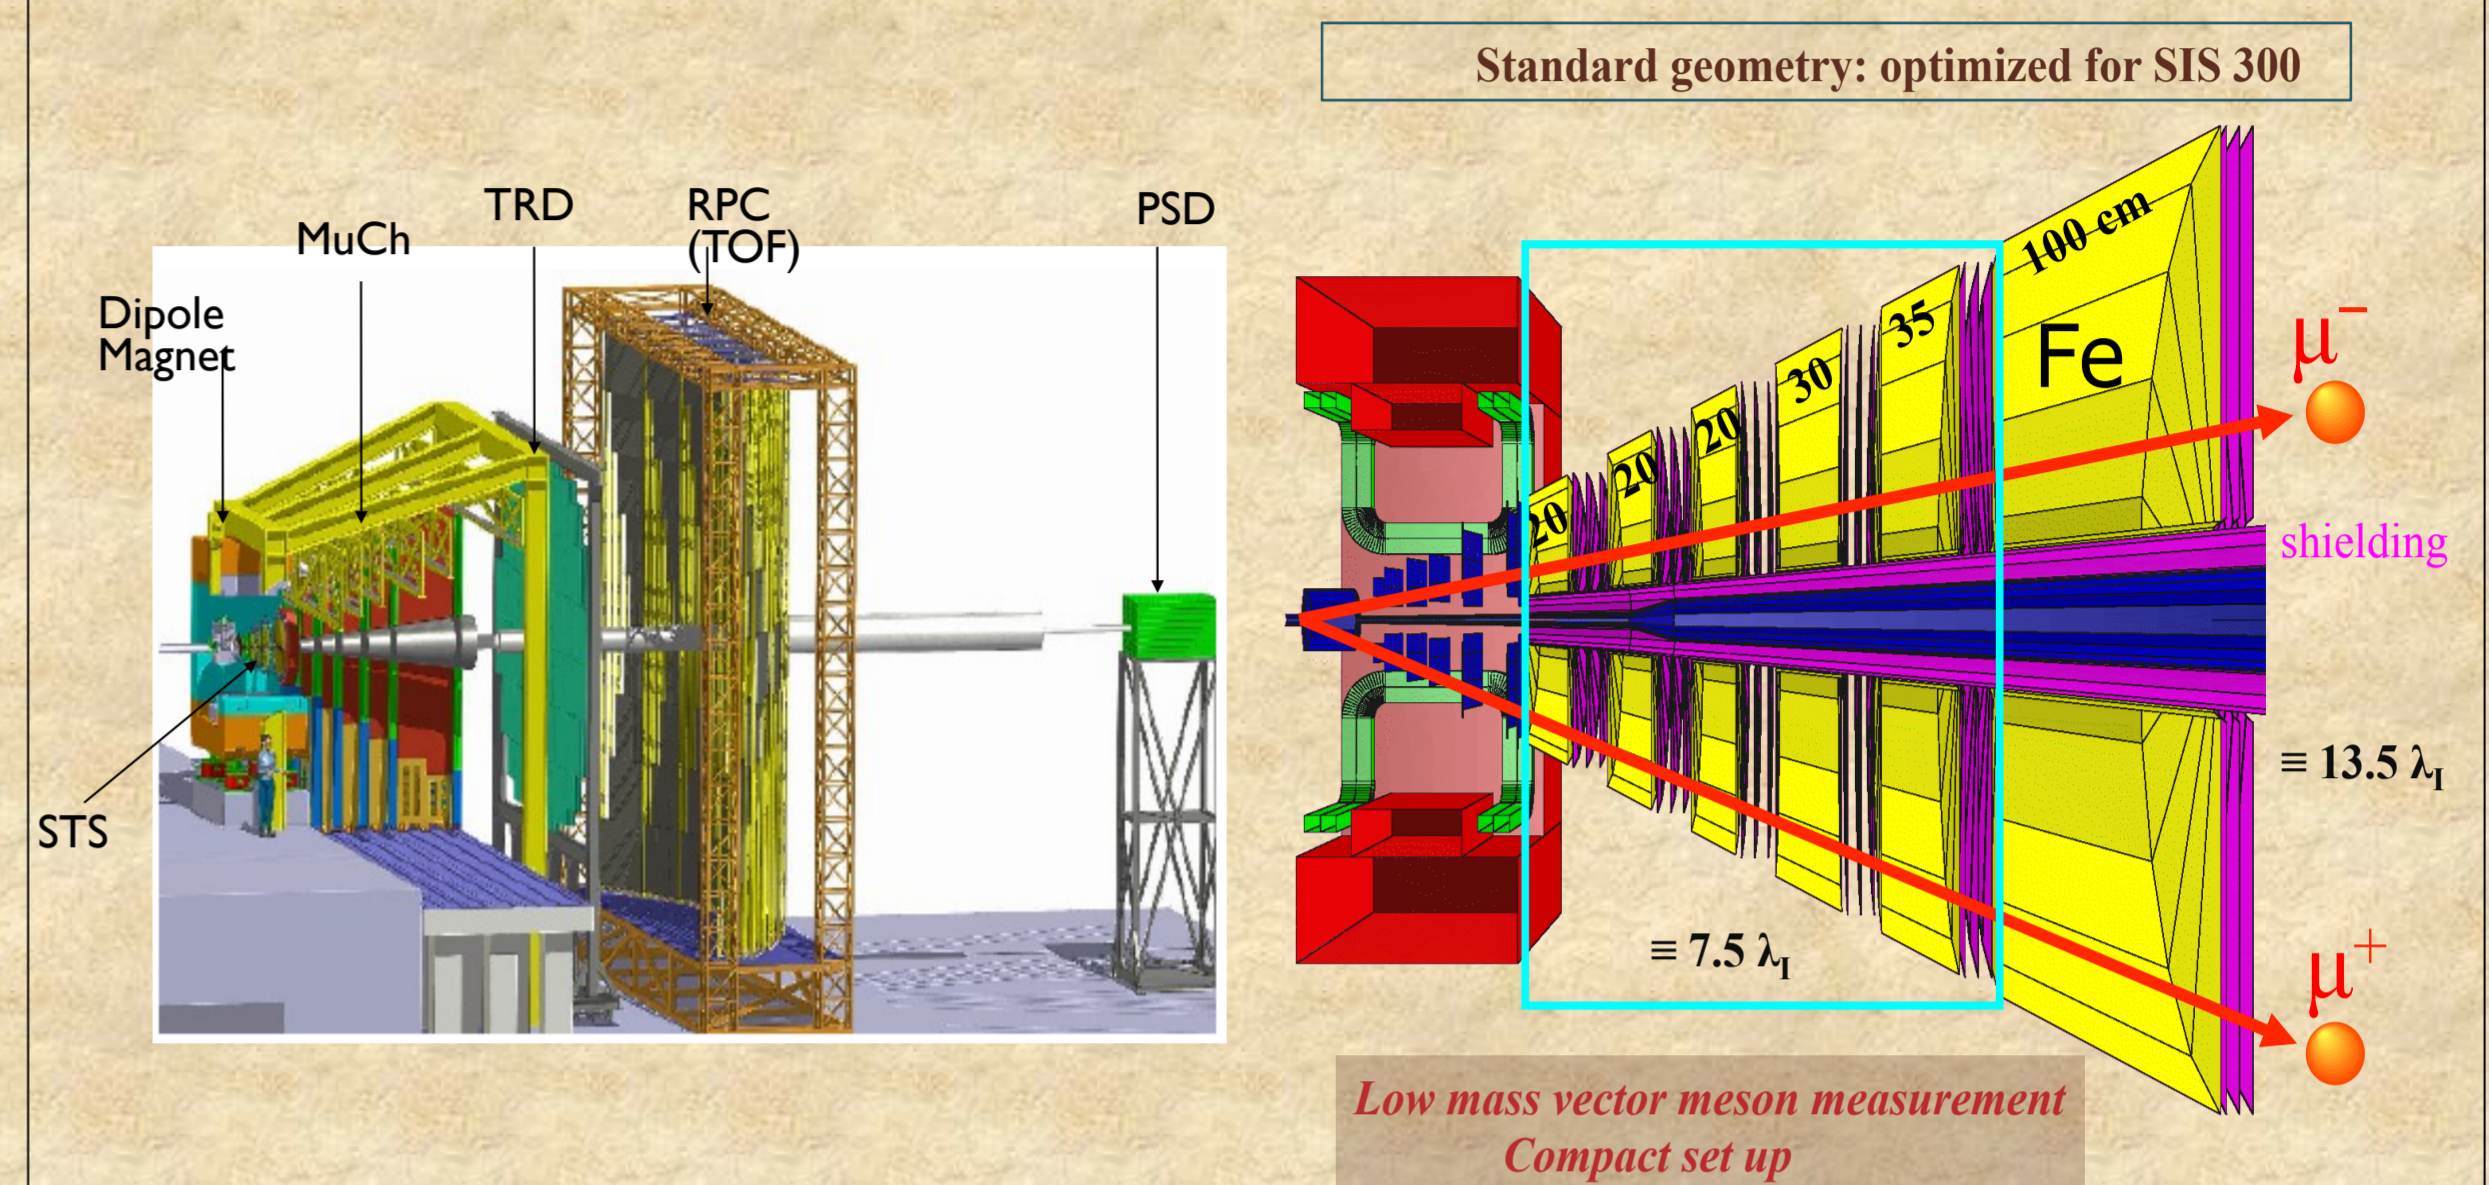 Standard geometry: optimized for SIS 300
Dipole
Magnet
MuCh
TRD
RPC
(TOF)
PSD
STS
20
20
20
30
35
100 cm
Fe
μ⁻
shielding
≡ 13.5 λI
≡ 7.5 λI
μ⁺
Low mass vector meson measurement
Compact set up